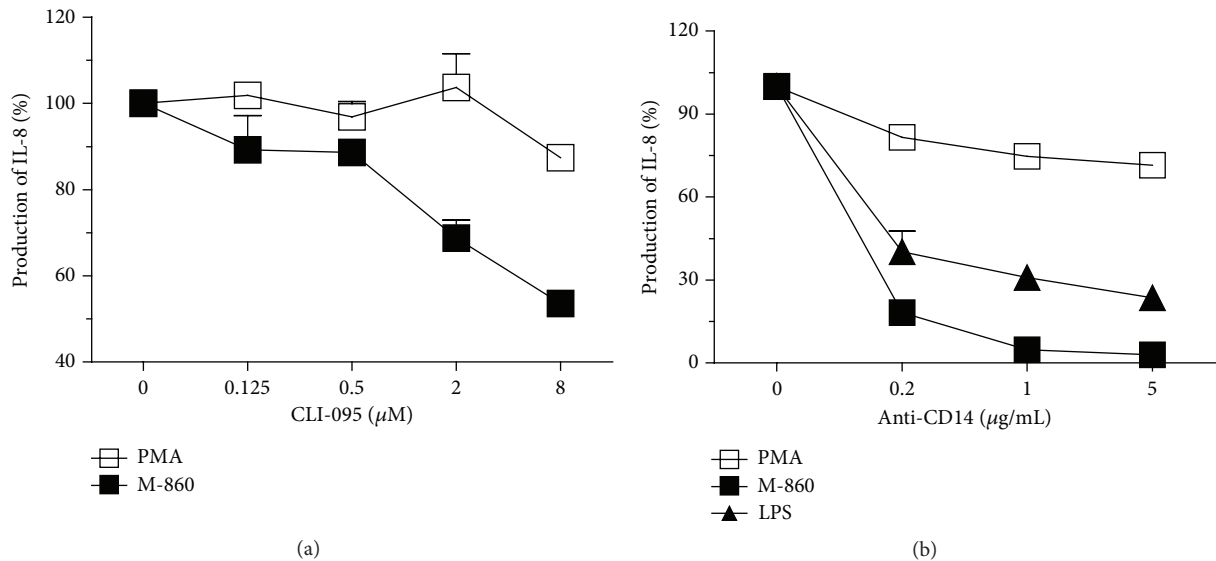 120
100
80
60
40
Production of IL-8 (%)
0 0.125 0.5 2 8
CLI-095 (μM)
PMA
M-860
(a)
120
90
60
30
0
Production of IL-8 (%)
0 0.2 1 5
Anti-CD14 (μg/mL)
PMA
M-860
LPS
(b)